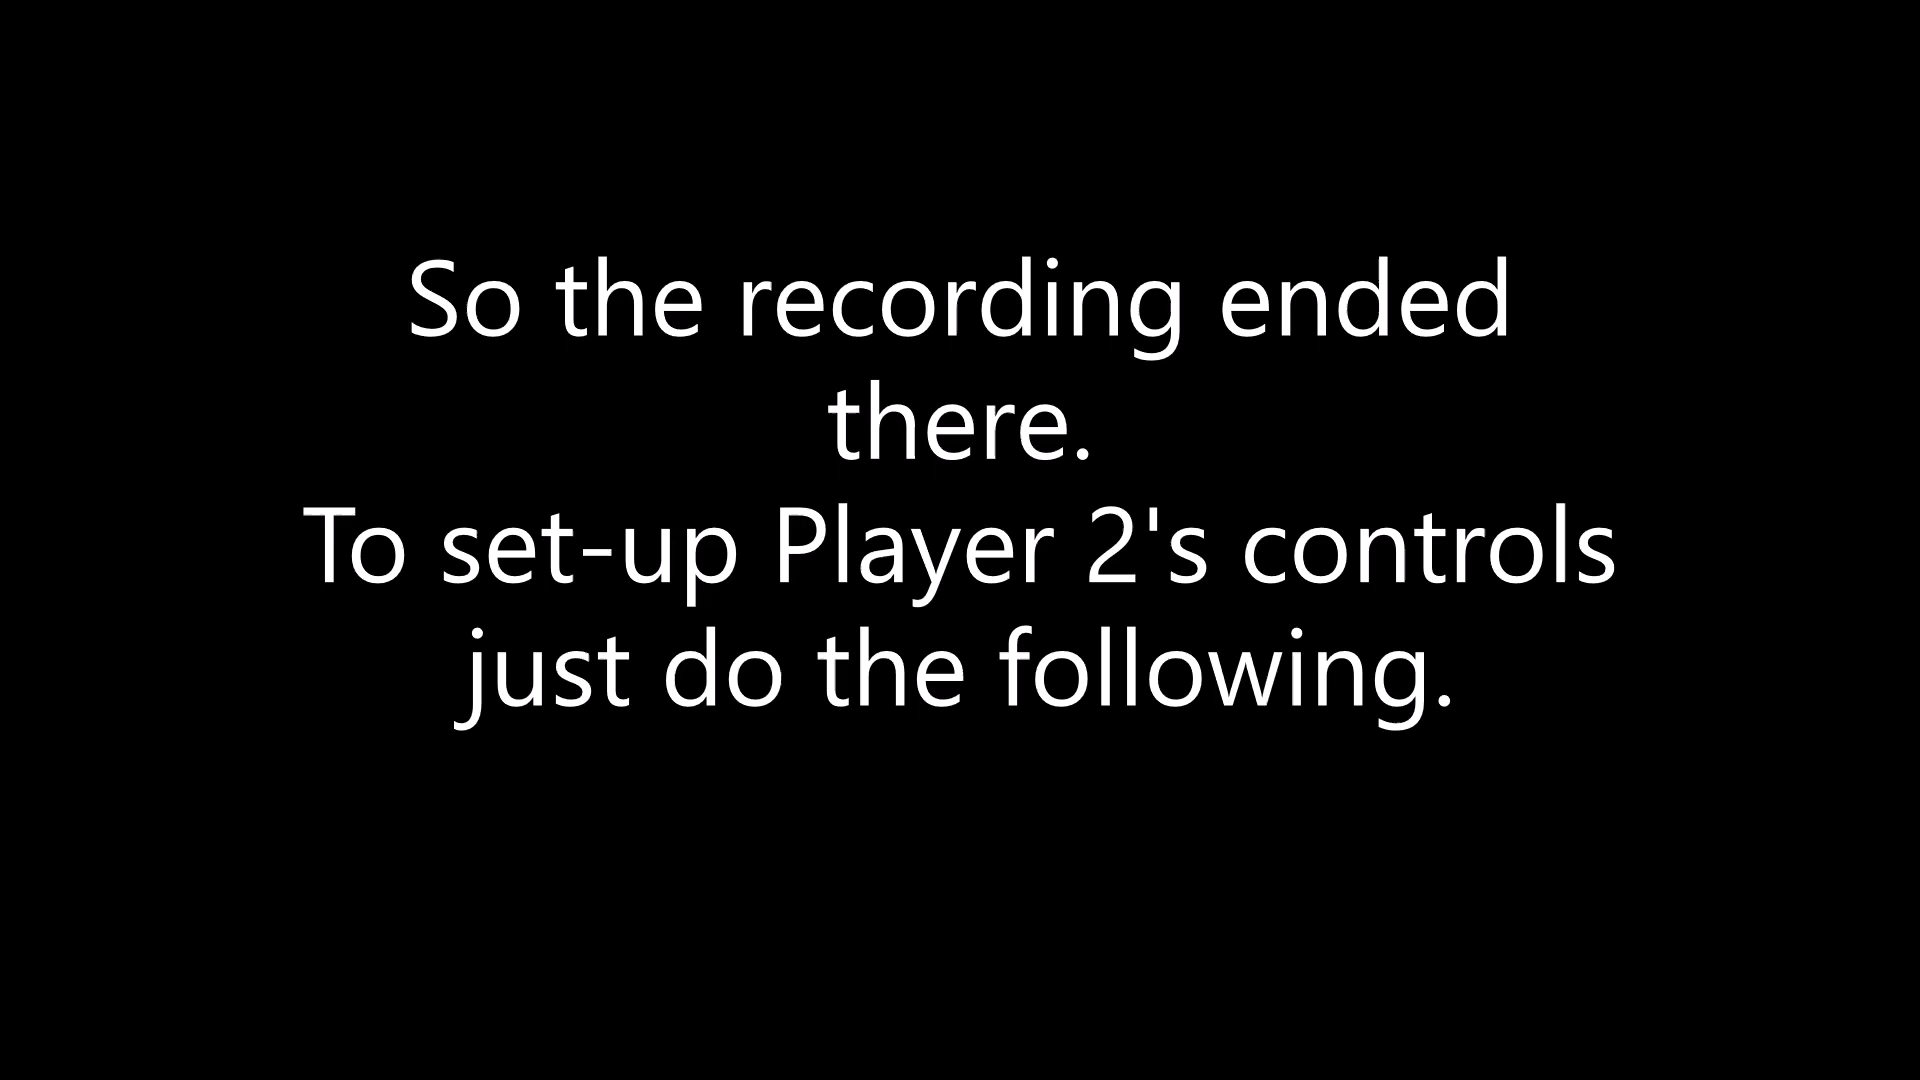 So the recording ended
there.
To set-up Player 2's controls
just do the following.